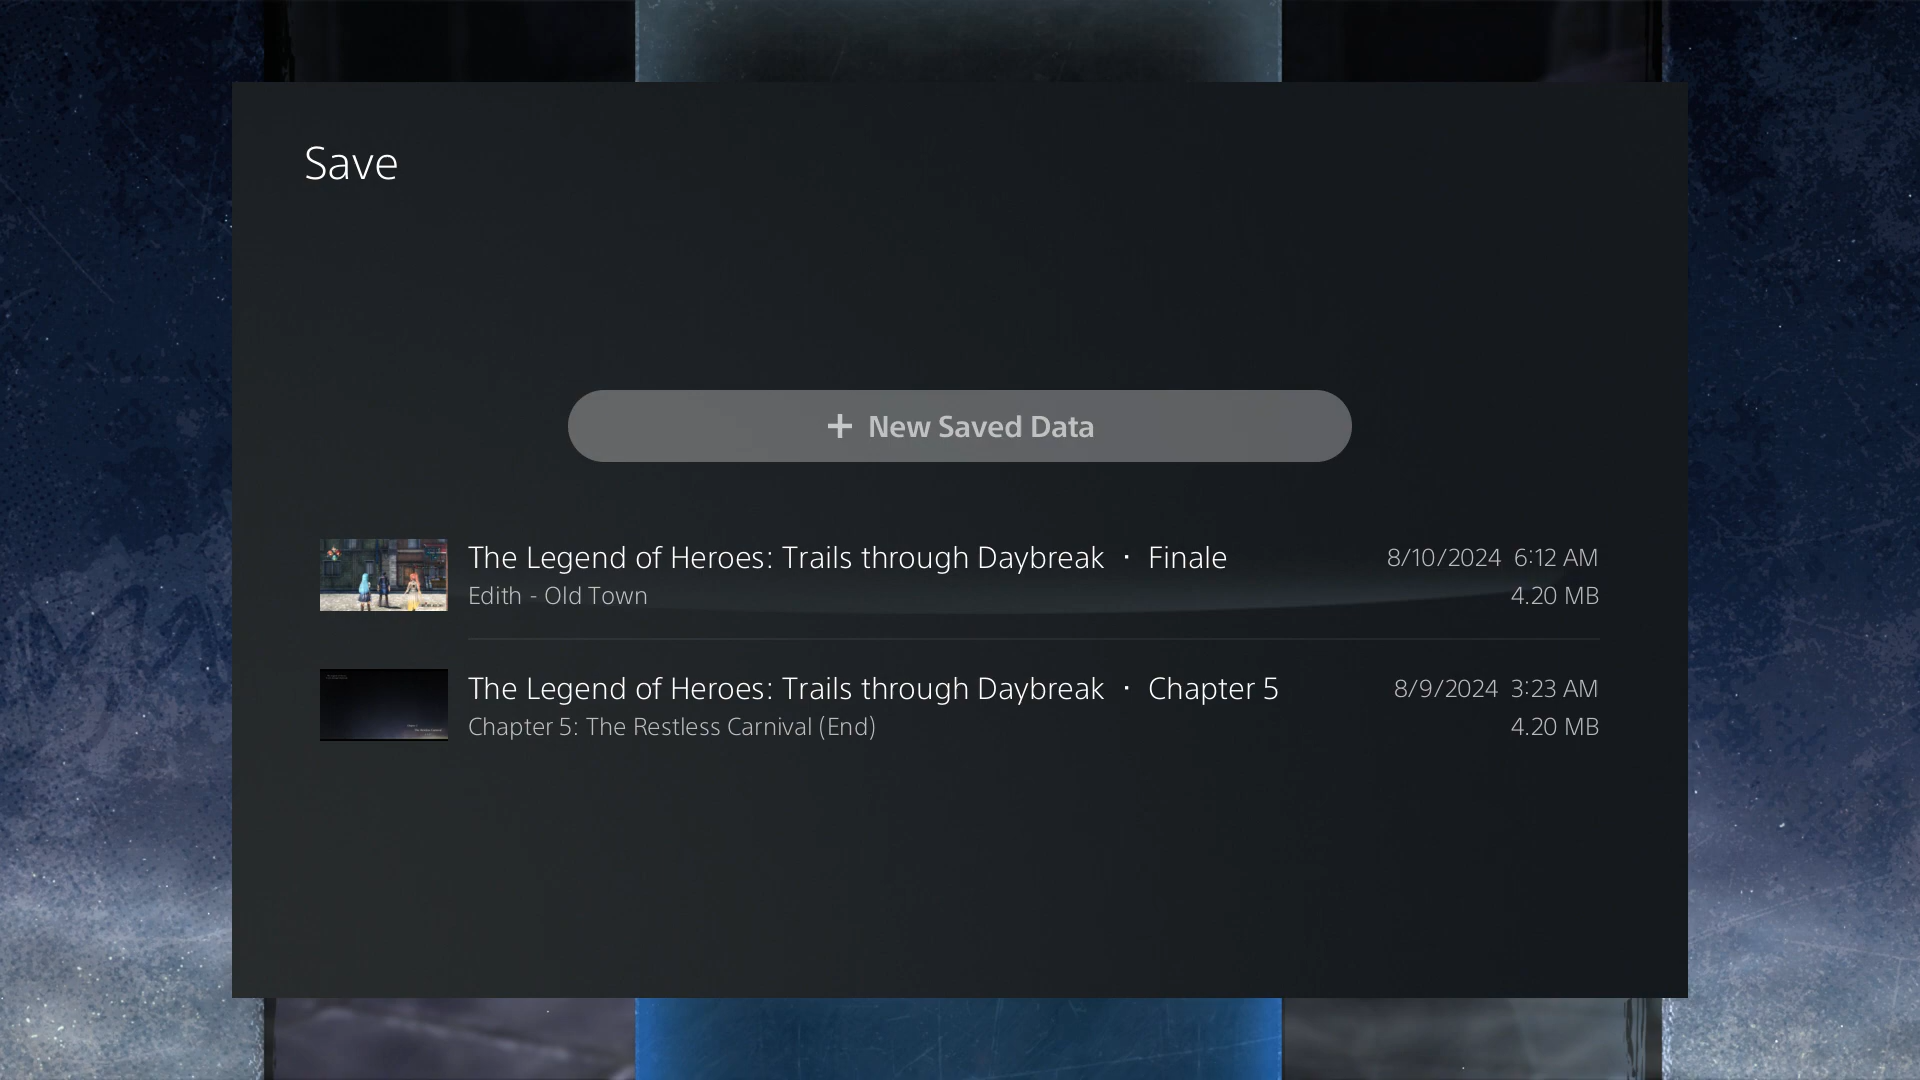 Save
+ New Saved Data
The Legend of Heroes: Trails through Daybreak ・ Finale 8/10/2024 6:12 AM
Edith - Old Town 4.20 MB
The Legend of Heroes: Trails through Daybreak ・ Chapter 5 8/9/2024 3:23 AM
Chapter 5: The Restless Carnival (End) 4.20 MB